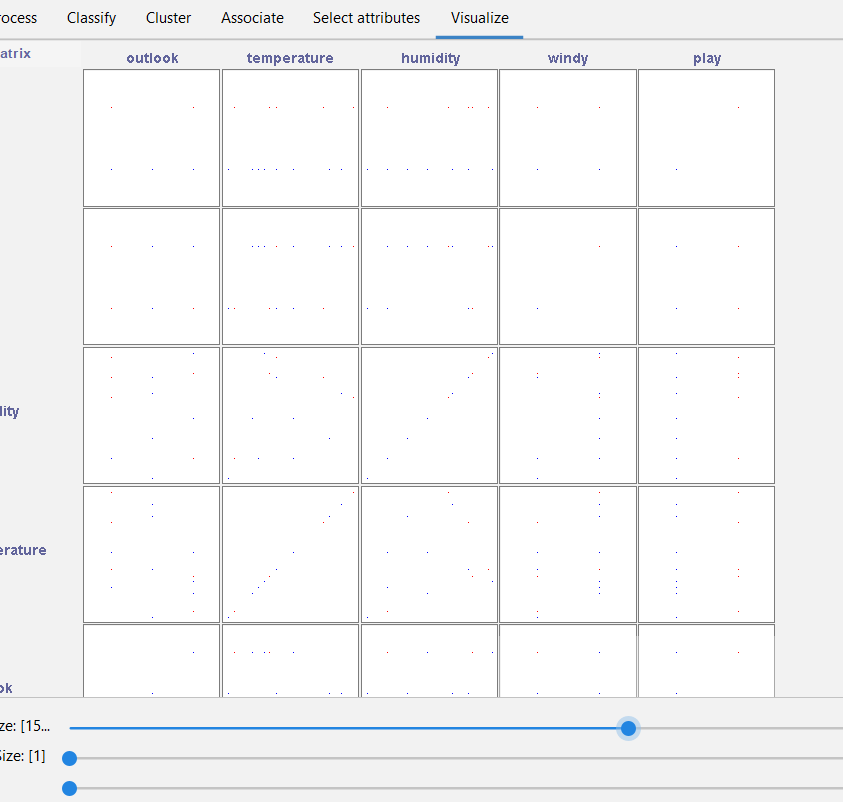 rocess Classify Cluster Associate Select attributes Visualize
atrix
outlook temperature humidity windy play
lity
erature
ok
ze: [15...
Size: [1]